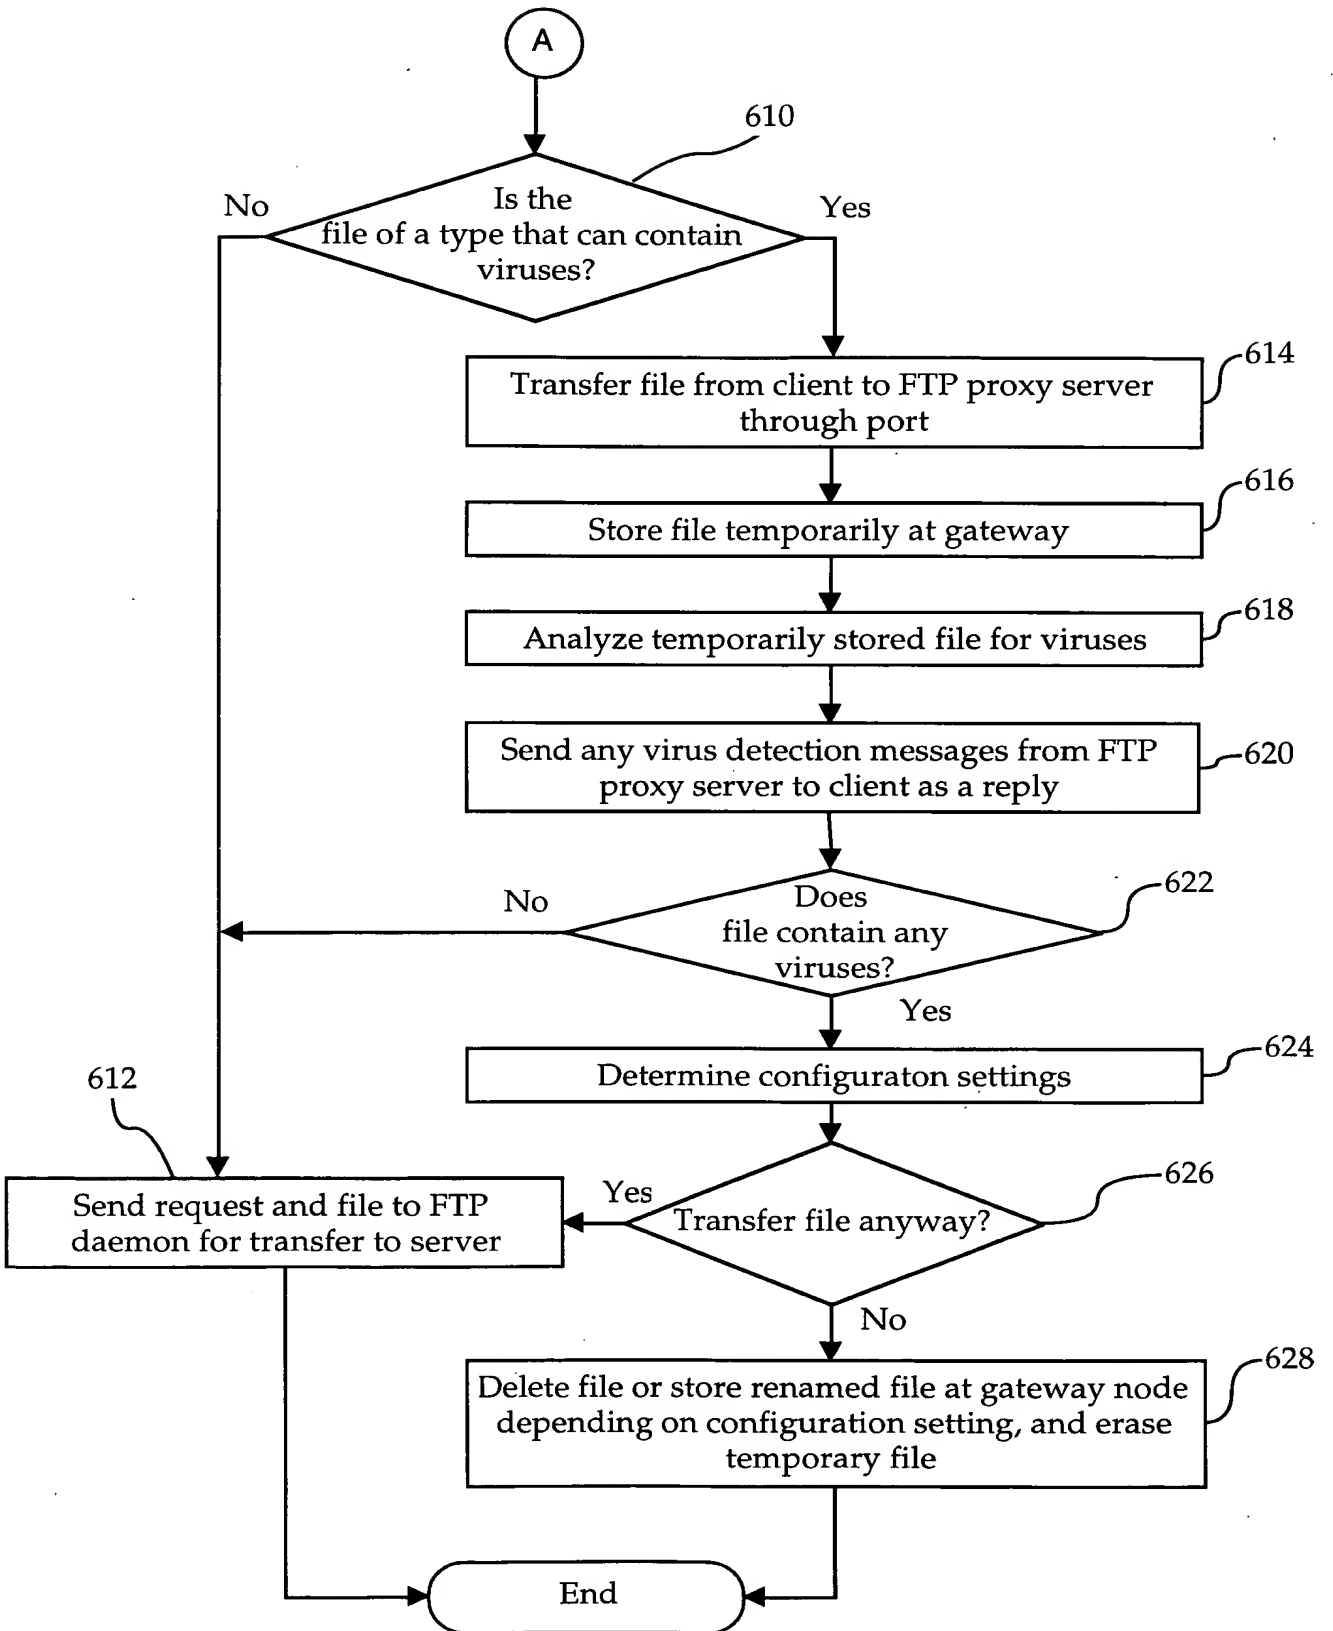 A
610
No
Yes
Is the
file of a type that can contain
viruses?
614
Transfer file from client to FTP proxy server
through port
616
Store file temporarily at gateway
618
Analyze temporarily stored file for viruses
620
Send any virus detection messages from FTP
proxy server to client as a reply
622
No
Does
file contain any
viruses?
Yes
624
Determine configuraton settings
612
626
Send request and file to FTP
daemon for transfer to server
Yes
Transfer file anyway?
No
628
Delete file or store renamed file at gateway node
depending on configuration setting, and erase
temporary file
End